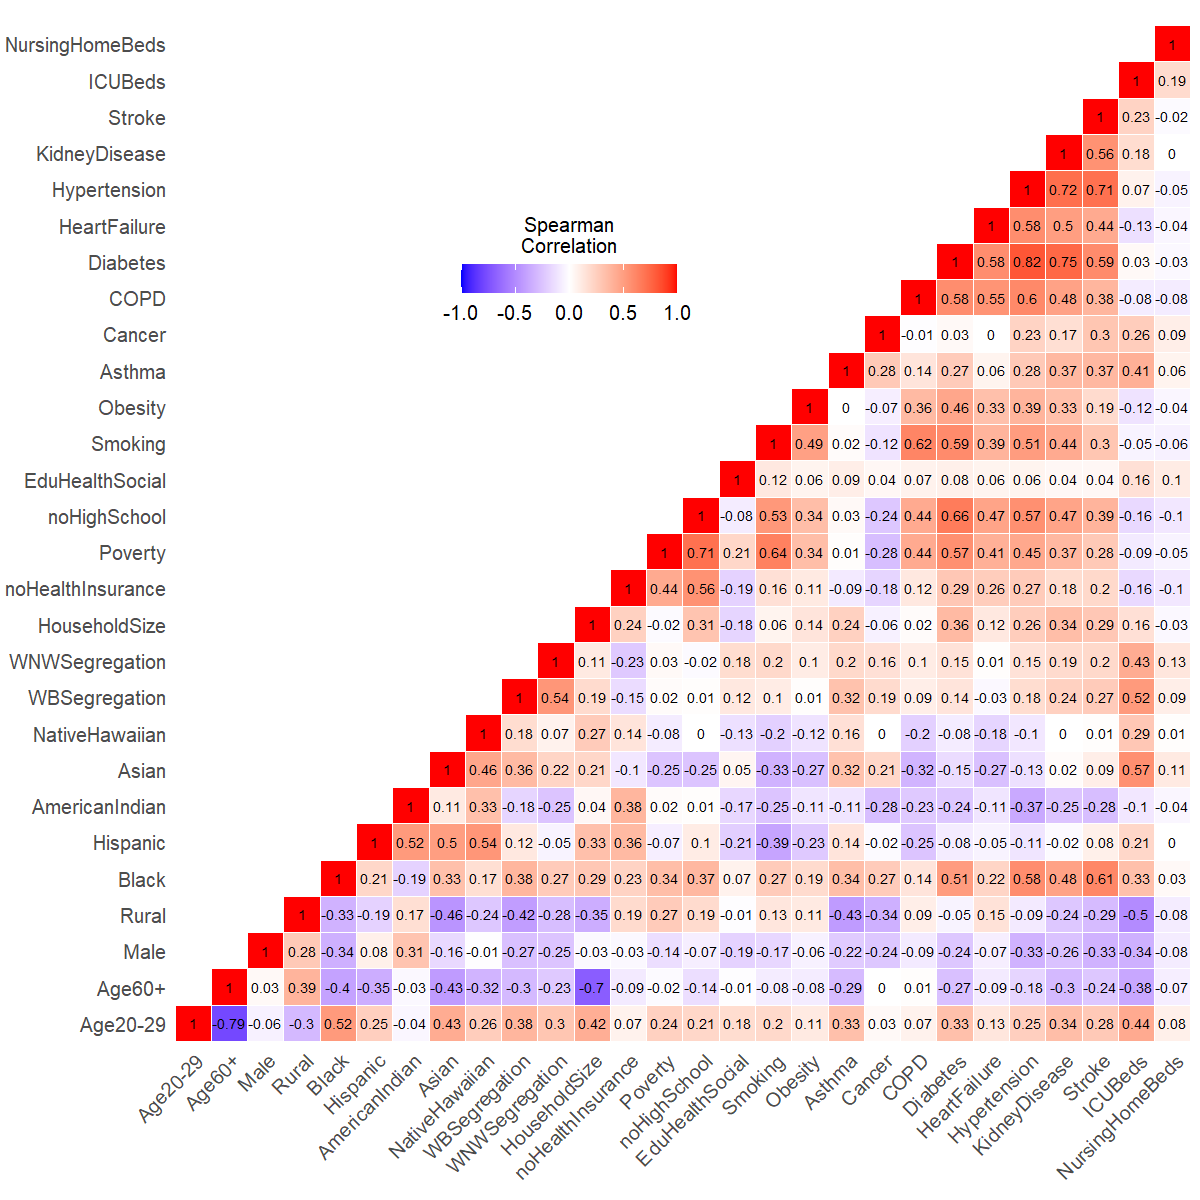 NursingHomeBeds 1
ICUBeds 1 0.19
Stroke 1 0.23 -0.02
KidneyDisease 1 0.56 0.18 0
Hypertension 1 0.72 0.71 0.07 -0.05
HeartFailure 1 0.58 0.5 0.44 -0.13 -0.04
Spearman
Correlation
-1.0 -0.5 0.0 0.5 1.0
Diabetes 1 0.58 0.82 0.75 0.59 0.03 -0.03
COPD 1 0.58 0.55 0.6 0.48 0.38 -0.08 -0.08
Cancer 1 -0.01 0.03 0 0.23 0.17 0.3 0.26 0.09
Asthma 1 0.28 0.14 0.27 0.06 0.28 0.37 0.37 0.41 0.06
Obesity 1 0 -0.07 0.36 0.46 0.33 0.39 0.33 0.19 -0.12 -0.04
Smoking 1 0.49 0.02 -0.12 0.62 0.59 0.39 0.51 0.44 0.3 -0.05 -0.06
EduHealthSocial 1 0.12 0.06 0.09 0.04 0.07 0.08 0.06 0.06 0.04 0.04 0.16 0.1
noHighSchool 1 -0.08 0.53 0.34 0.03 -0.24 0.44 0.66 0.47 0.57 0.47 0.39 -0.16 -0.1
Poverty 1 0.71 0.21 0.64 0.34 0.01 -0.28 0.44 0.57 0.41 0.45 0.37 0.28 -0.09 -0.05
noHealthInsurance 1 0.44 0.56 -0.19 0.16 0.11 -0.09 -0.18 0.12 0.29 0.26 0.27 0.18 0.2 -0.16 -0.1
HouseholdSize 1 0.24 -0.02 0.31 -0.18 0.06 0.14 0.24 -0.06 0.02 0.36 0.12 0.26 0.34 0.29 0.16 -0.03
WNWSegregation 1 0.11 -0.23 0.03 -0.02 0.18 0.2 0.1 0.2 0.16 0.1 0.15 0.01 0.15 0.19 0.2 0.43 0.13
WBSegregation 1 0.54 0.19 -0.15 0.02 0.01 0.12 0.1 0.01 0.32 0.19 0.09 0.14 -0.03 0.18 0.24 0.27 0.52 0.09
NativeHawaiian 1 0.18 0.07 0.27 0.14 -0.08 0 -0.13 -0.2 -0.12 0.16 0 -0.2 -0.08 -0.18 -0.1 0 0.01 0.29 0.01
Asian 1 0.46 0.36 0.22 0.21 -0.1 -0.25 -0.25 0.05 -0.33 -0.27 0.32 0.21 -0.32 -0.15 -0.27 -0.13 0.02 0.09 0.57 0.11
AmericanIndian 1 0.11 0.33 -0.18 -0.25 0.04 0.38 0.02 0.01 -0.17 -0.25 -0.11 -0.11 -0.28 -0.23 -0.24 -0.11 -0.37 -0.25 -0.28 -0.1 -0.04
Hispanic 1 0.52 0.5 0.54 0.12 -0.05 0.33 0.36 -0.07 0.1 -0.21 -0.39 -0.23 0.14 -0.02 -0.25 -0.08 -0.05 -0.11 -0.02 0.08 0.21 0
Black 1 0.21 -0.19 0.33 0.17 0.38 0.27 0.29 0.23 0.34 0.37 0.07 0.27 0.19 0.34 0.27 0.14 0.51 0.22 0.58 0.48 0.61 0.33 0.03
Rural 1 -0.33 -0.19 0.17 -0.46 -0.24 -0.42 -0.28 -0.35 0.19 0.27 0.19 -0.01 0.13 0.11 -0.43 -0.34 0.09 -0.05 0.15 -0.09 -0.24 -0.29 -0.5 -0.08
Male 1 0.28 -0.34 0.08 0.31 -0.16 -0.01 -0.27 -0.25 -0.03 -0.03 -0.14 -0.07 -0.19 -0.17 -0.06 -0.22 -0.24 -0.09 -0.24 -0.07 -0.33 -0.26 -0.33 -0.34 -0.08
Age60+ 1 0.03 0.39 -0.4 -0.35 -0.03 -0.43 -0.32 -0.3 -0.23 -0.7 -0.09 -0.02 -0.14 -0.01 -0.08 -0.08 -0.29 0 0.01 -0.27 -0.09 -0.18 -0.3 -0.24 -0.38 -0.07
Age20-29 1 -0.79 -0.06 -0.3 0.52 0.25 -0.04 0.43 0.26 0.38 0.3 0.42 0.07 0.24 0.21 0.18 0.2 0.11 0.33 0.03 0.07 0.33 0.13 0.25 0.34 0.28 0.44 0.08
Age20-29
Age60+
Male
Rural
Black
Hispanic
AmericanIndian
Asian
NativeHawaiian
WBSegregation
WNWSegregation
HouseholdSize
noHealthInsurance
Poverty
noHighSchool
EduHealthSocial
Smoking
Obesity
Asthma
Cancer
COPD
Diabetes
HeartFailure
Hypertension
KidneyDisease
Stroke
ICUBeds
NursingHomeBeds